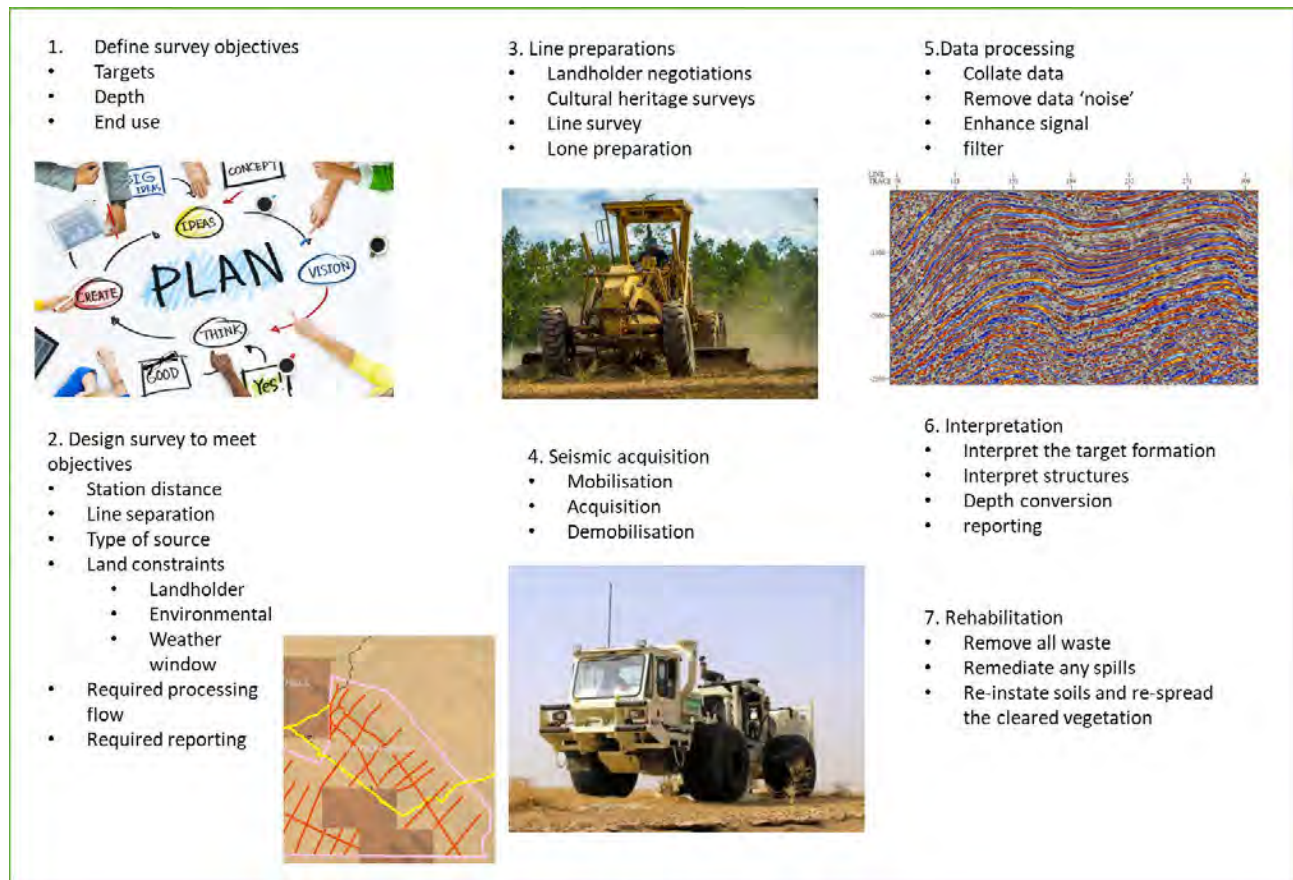 1. Define survey objectives
• Targets
• Depth
• End use
BIG
IDEAS
CONCEPT
IDEAS
PLAN
VISION
CREATE
THINK
GOOD
Yes!
2. Design survey to meet
objectives
• Station distance
• Line separation
• Type of source
• Land constraints
• Landholder
• Environmental
• Weather
window
• Required processing
flow
• Required reporting
3. Line preparations
• Landholder negotiations
• Cultural heritage surveys
• Line survey
• Lone preparation
4. Seismic acquisition
• Mobilisation
• Acquisition
• Demobilisation
5.Data processing
• Collate data
• Remove data ‘noise’
• Enhance signal
• filter
LINE
TRACE
6. Interpretation
• Interpret the target formation
• Interpret structures
• Depth conversion
• reporting
7. Rehabilitation
• Remove all waste
• Remediate any spills
• Re-instate soils and re-spread
the cleared vegetation